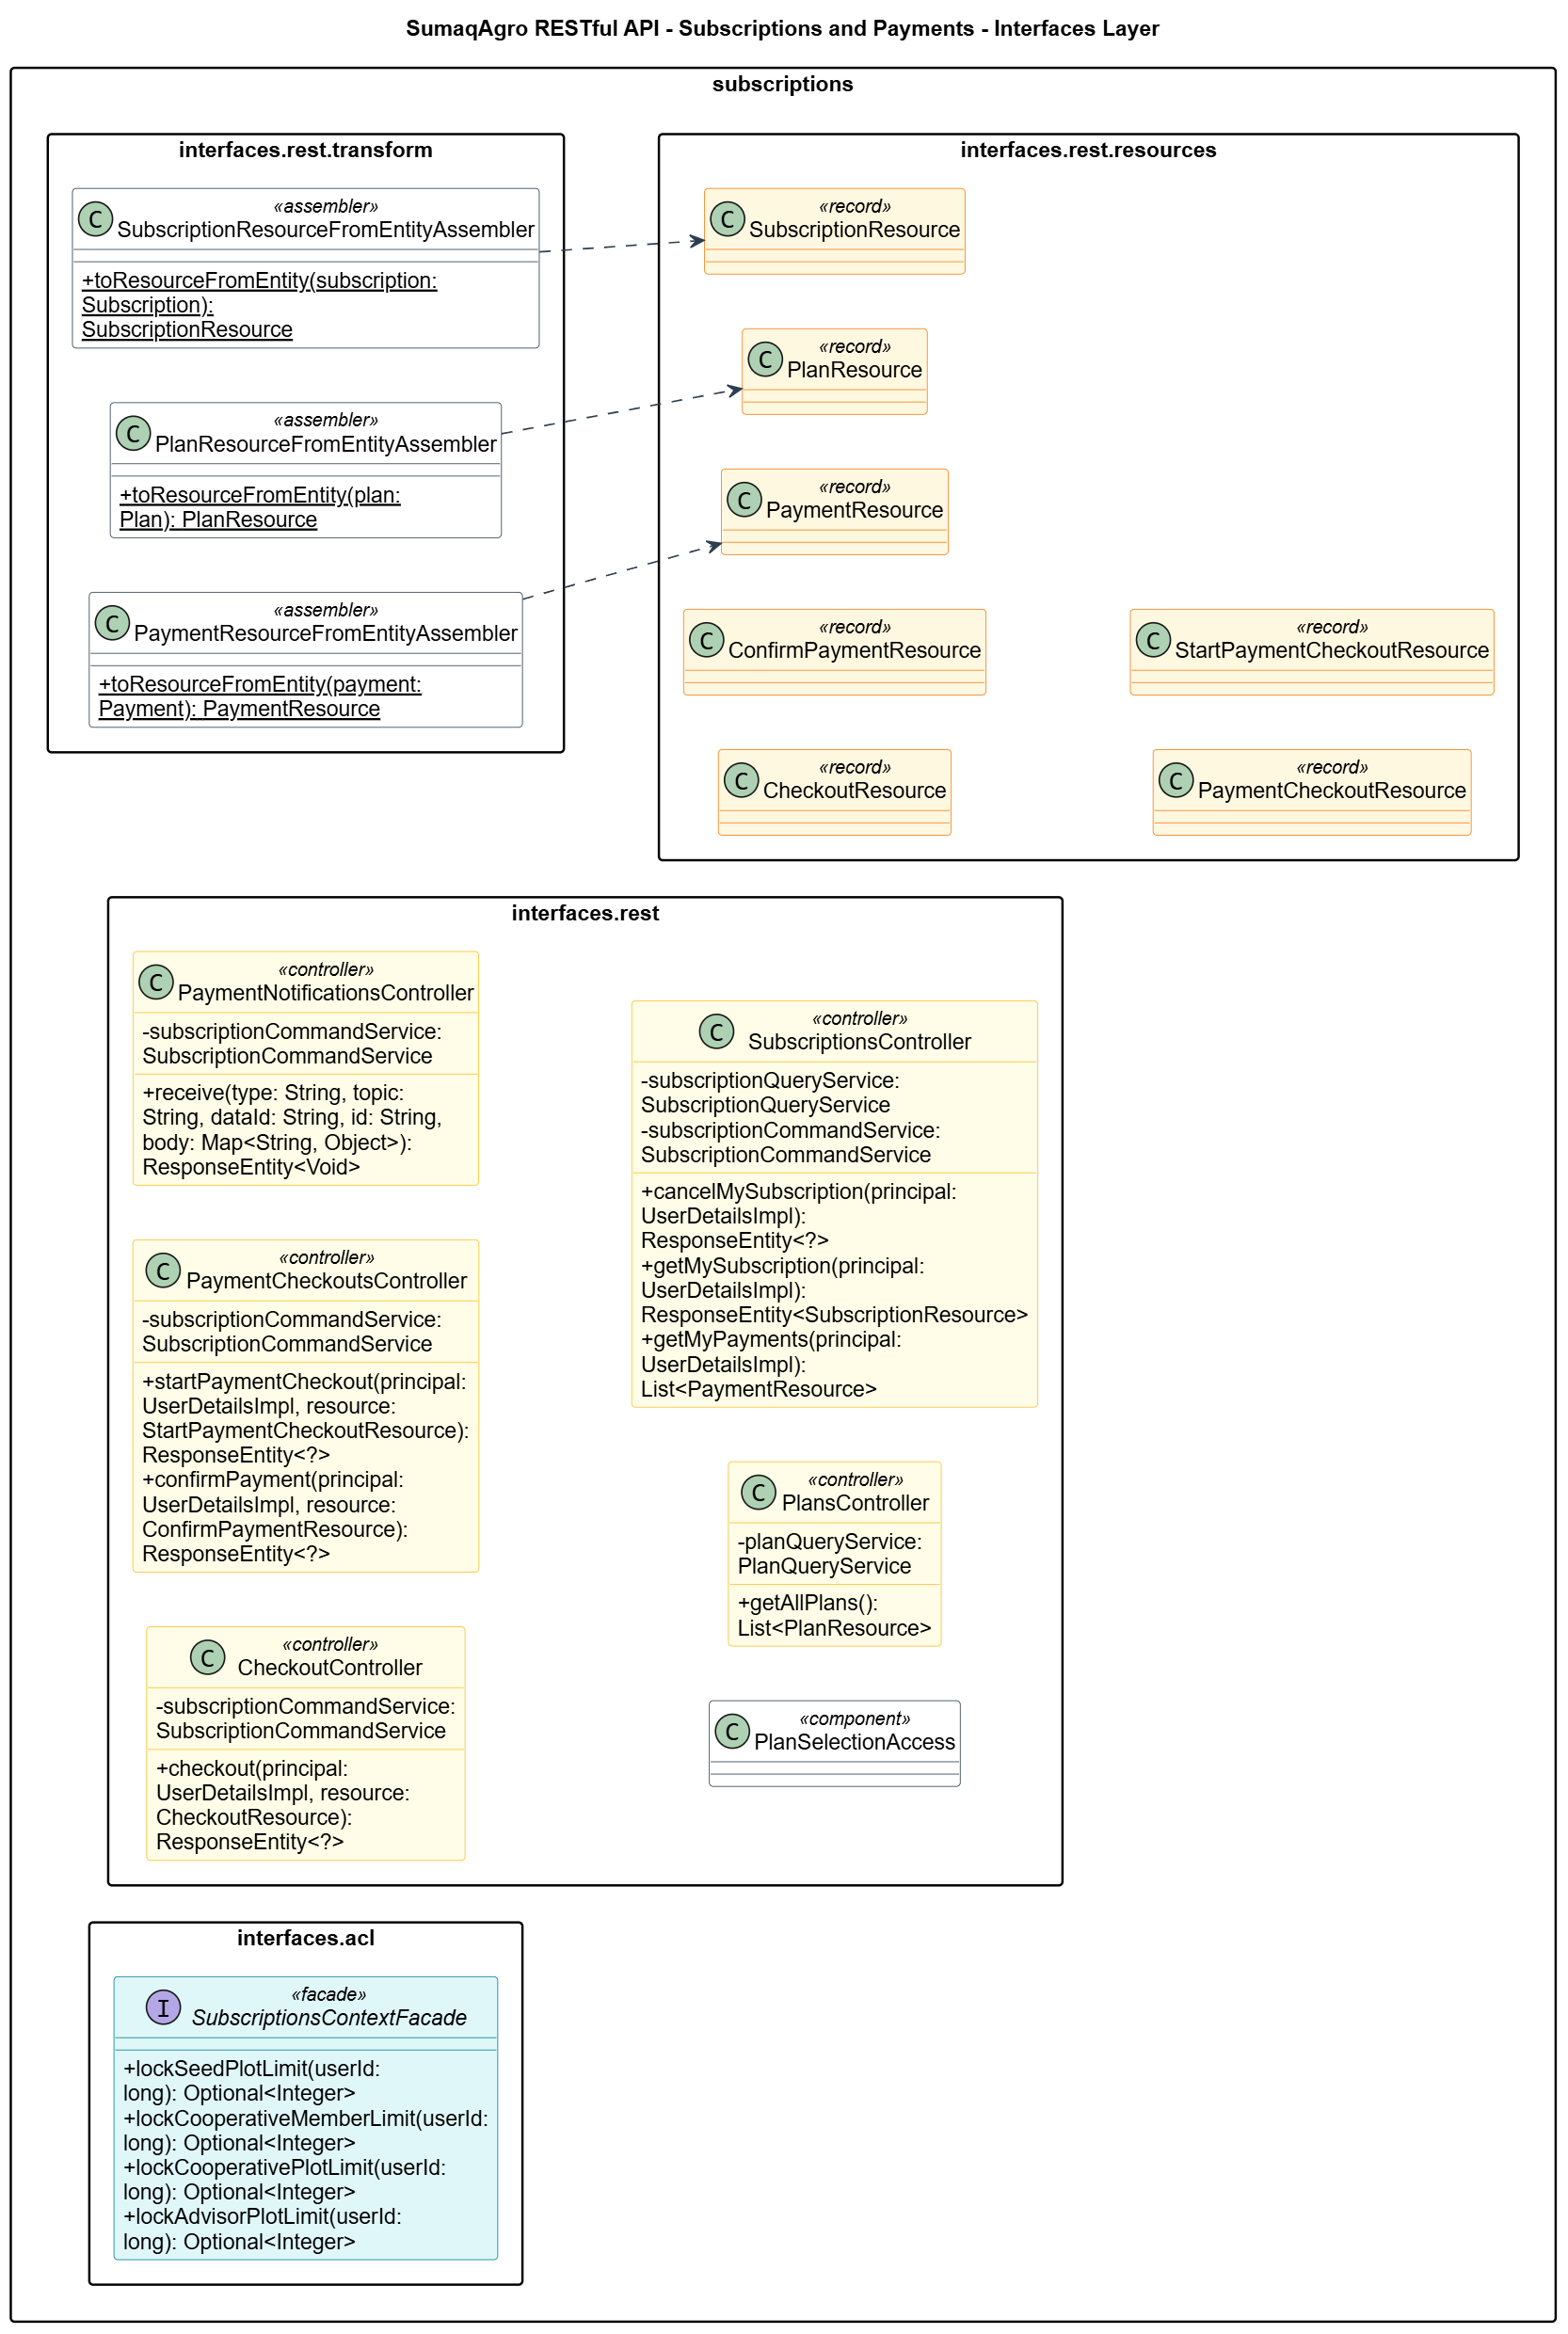 SumaqAgro RESTful API - Subscriptions and Payments - Interfaces Layer
subscriptions
interfaces.rest.transform
C
«assembler»
SubscriptionResourceFromEntityAssembler
+toResourceFromEntity(subscription:
Subscription):
SubscriptionResource
C
«assembler»
PlanResourceFromEntityAssembler
+toResourceFromEntity(plan:
Plan): PlanResource
C
«assembler»
PaymentResourceFromEntityAssembler
+toResourceFromEntity(payment:
Payment): PaymentResource
interfaces.rest.resources
C
«record»
SubscriptionResource
C
«record»
PlanResource
C
«record»
PaymentResource
C
«record»
ConfirmPaymentResource
C
«record»
StartPaymentCheckoutResource
C
«record»
CheckoutResource
C
«record»
PaymentCheckoutResource
interfaces.rest
C
«controller»
PaymentNotificationsController
-subscriptionCommandService:
SubscriptionCommandService
+receive(type: String, topic:
String, dataId: String, id: String,
body: Map<String, Object>):
ResponseEntity<Void>
C
«controller»
PaymentCheckoutsController
-subscriptionCommandService:
SubscriptionCommandService
+startPaymentCheckout(principal:
UserDetailsImpl, resource:
StartPaymentCheckoutResource):
ResponseEntity<?>
+confirmPayment(principal:
UserDetailsImpl, resource:
ConfirmPaymentResource):
ResponseEntity<?>
C
«controller»
CheckoutController
-subscriptionCommandService:
SubscriptionCommandService
+checkout(principal:
UserDetailsImpl, resource:
CheckoutResource):
ResponseEntity<?>
C
«controller»
SubscriptionsController
-subscriptionQueryService:
SubscriptionQueryService
-subscriptionCommandService:
SubscriptionCommandService
+cancelMySubscription(principal:
UserDetailsImpl):
ResponseEntity<?>
+getMySubscription(principal:
UserDetailsImpl):
ResponseEntity<SubscriptionResource>
+getMyPayments(principal:
UserDetailsImpl):
List<PaymentResource>
C
«controller»
PlansController
-planQueryService:
PlanQueryService
+getAllPlans():
List<PlanResource>
C
«component»
PlanSelectionAccess
interfaces.acl
I
«facade»
SubscriptionsContextFacade
+lockSeedPlotLimit(userId:
long): Optional<Integer>
+lockCooperativeMemberLimit(userId:
long): Optional<Integer>
+lockCooperativePlotLimit(userId:
long): Optional<Integer>
+lockAdvisorPlotLimit(userId:
long): Optional<Integer>